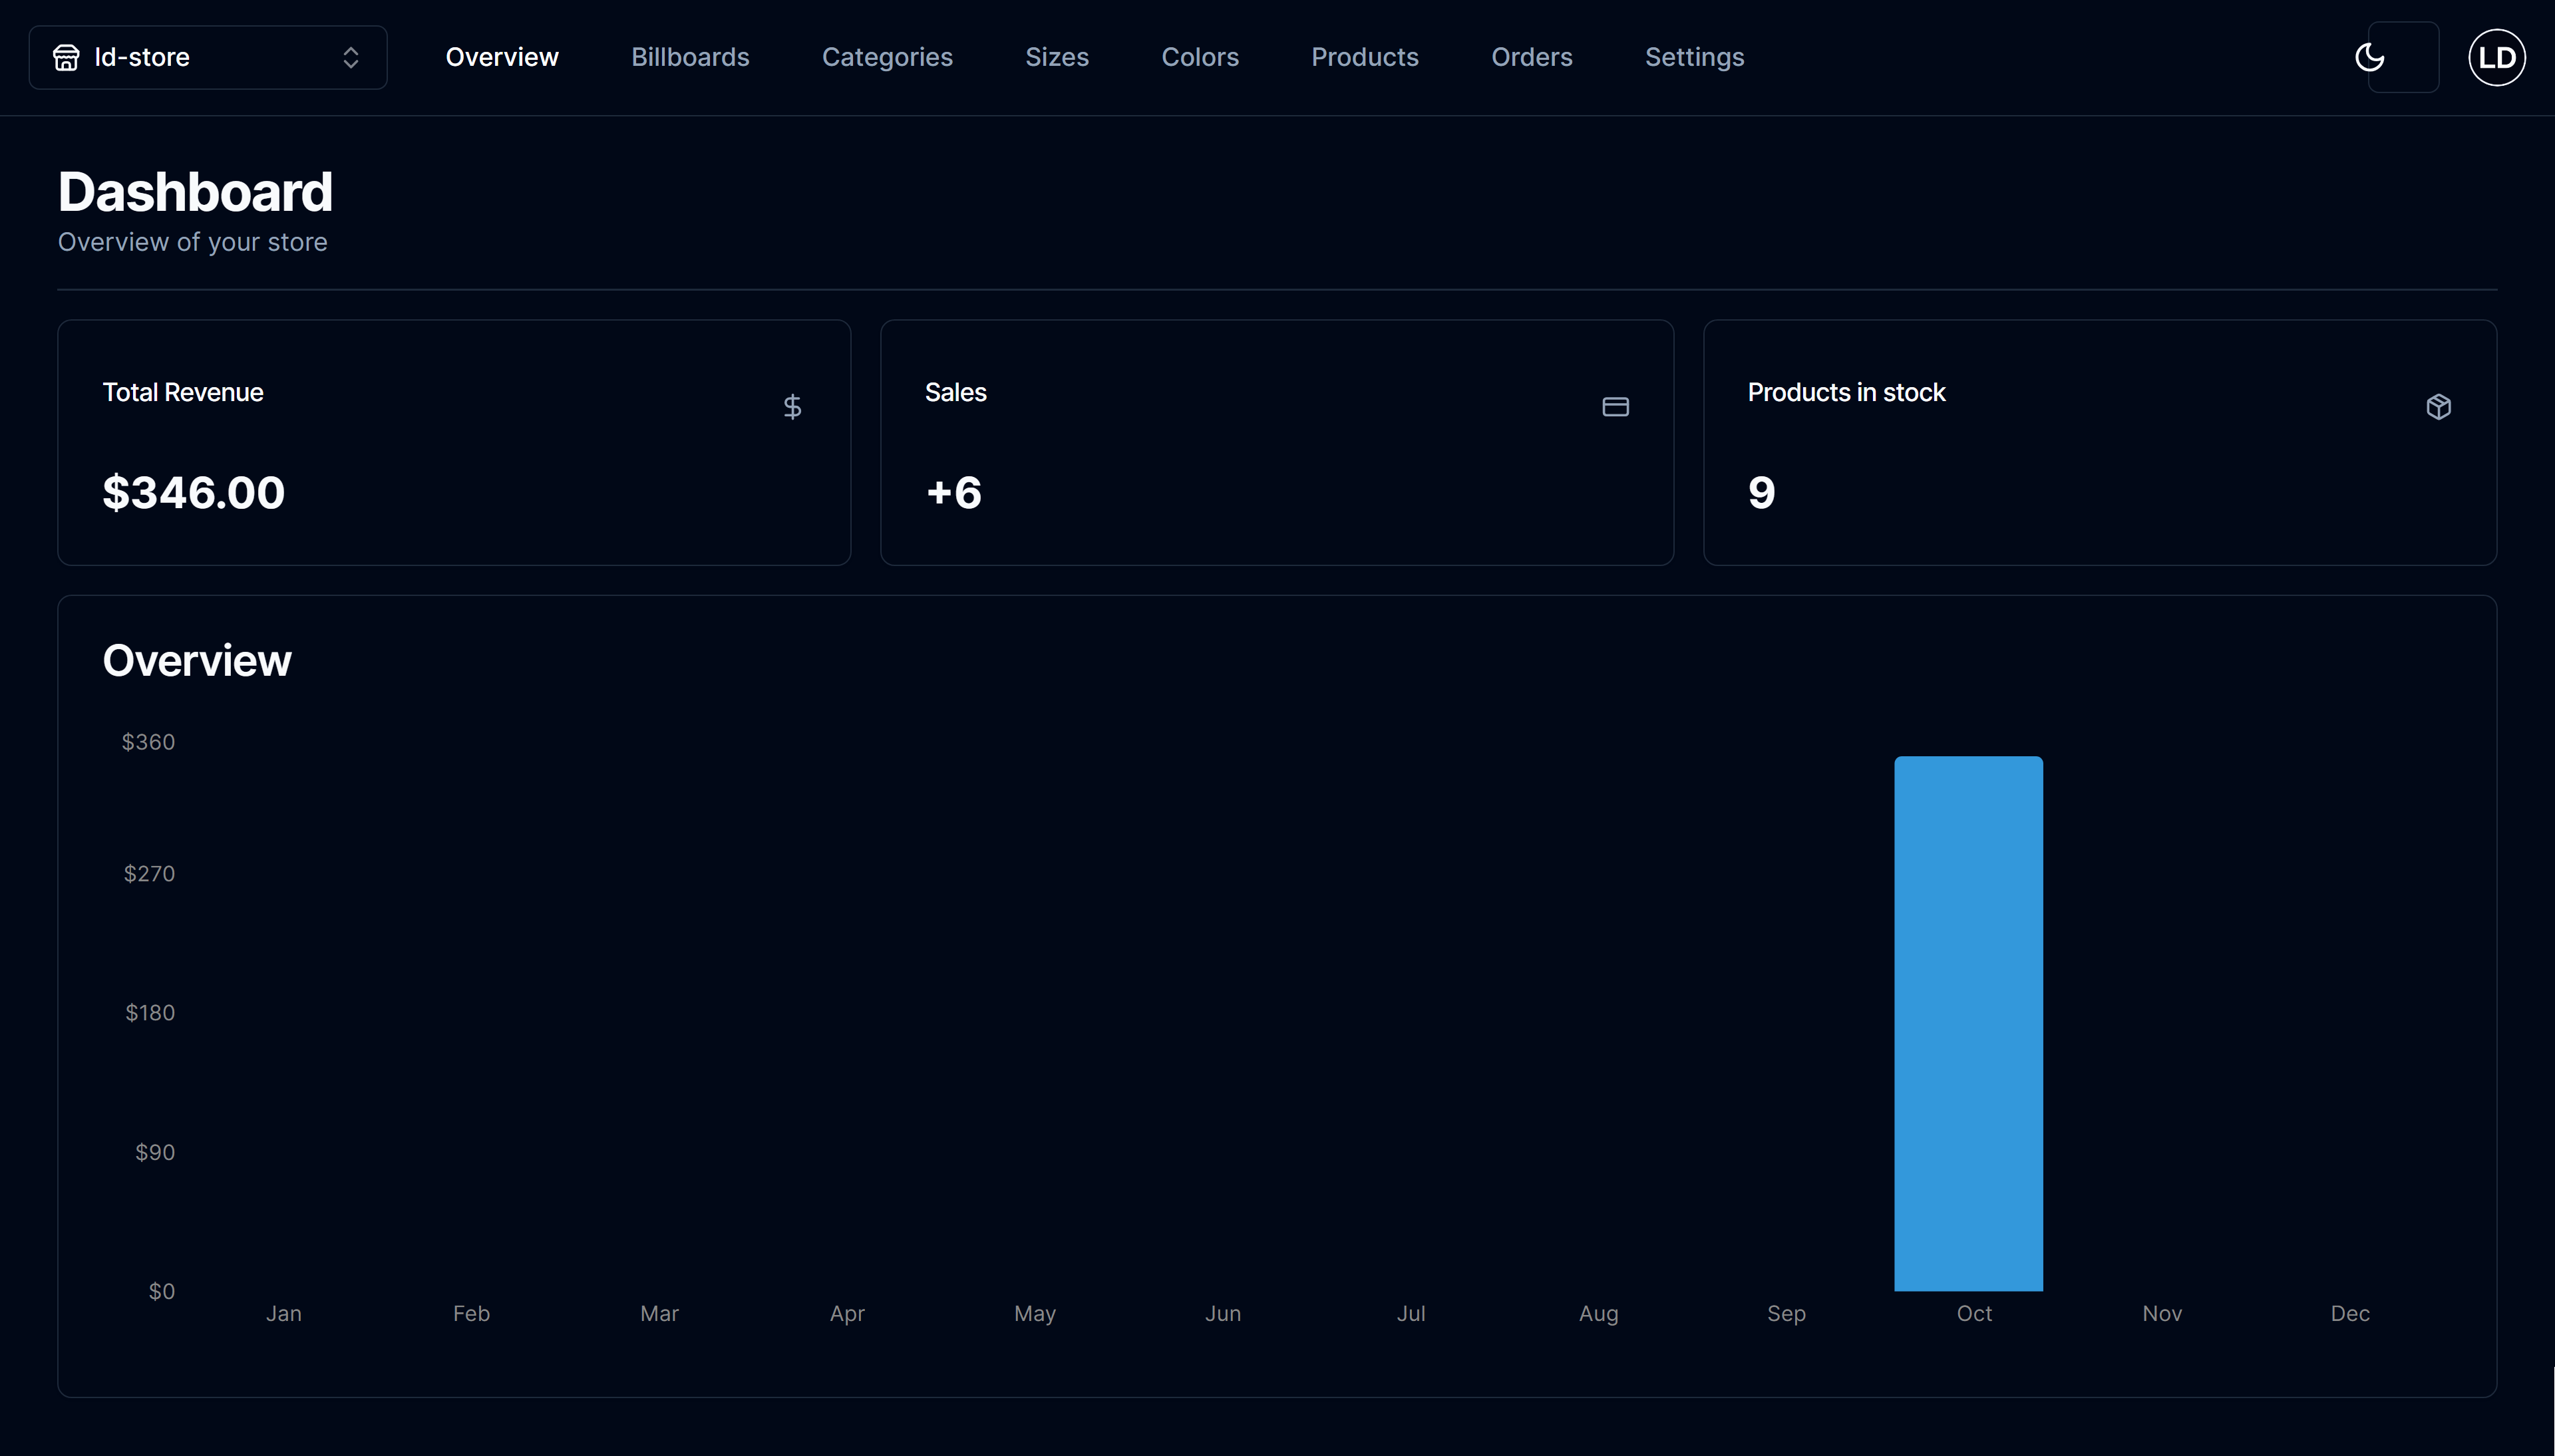 ld-store Overview Billboards Categories Sizes Colors Products Orders Settings LD
Dashboard
Overview of your store
Total Revenue
$346.00
Sales
+6
Products in stock
9
Overview
$360
$270
$180
$90
$0
Jan Feb Mar Apr May Jun Jul Aug Sep Oct Nov Dec